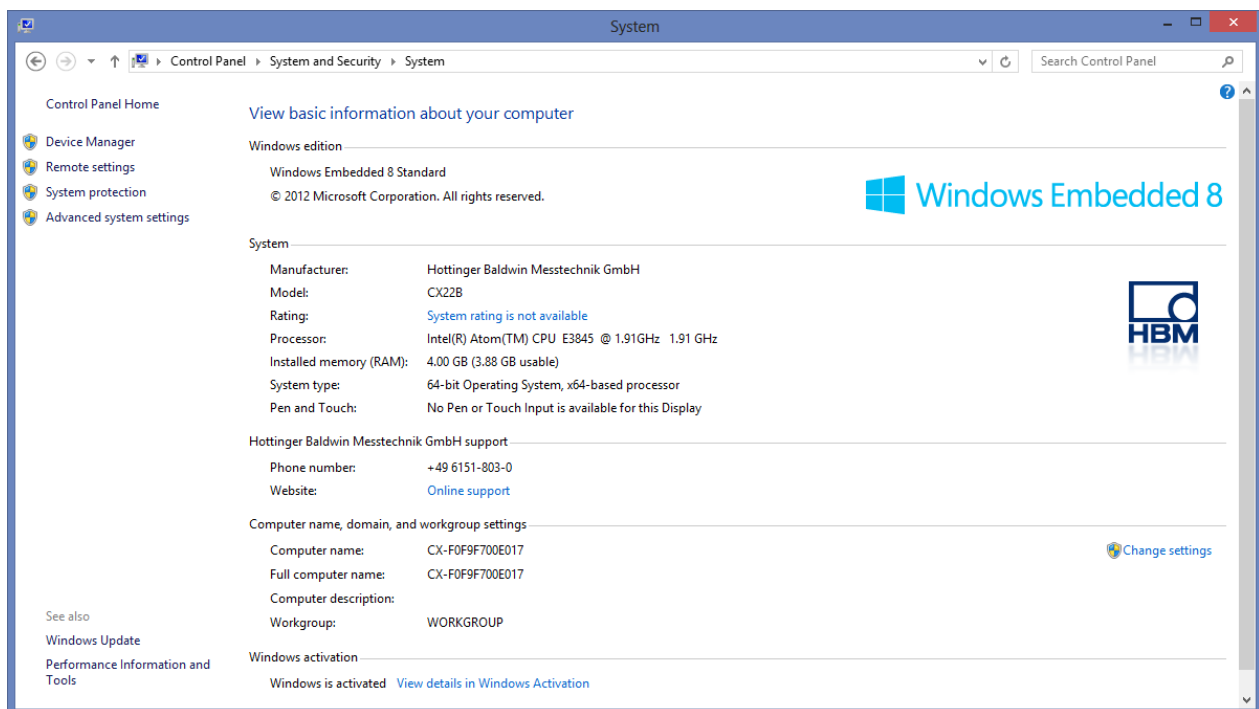 System
Control Panel System and Security System
Search Control Panel
Control Panel Home
Device Manager
Remote settings
System protection
Advanced system settings
See also
Windows Update
Performance Information and
Tools
View basic information about your computer
Windows edition
Windows Embedded 8 Standard
© 2012 Microsoft Corporation. All rights reserved.
Windows Embedded 8
System
Manufacturer: Hottinger Baldwin Messtechnik GmbH
Model: CX22B
Rating: System rating is not available
Processor: Intel(R) Atom(TM) CPU E3845 @ 1.91GHz 1.91 GHz
Installed memory (RAM): 4.00 GB (3.88 GB usable)
System type: 64-bit Operating System, x64-based processor
Pen and Touch: No Pen or Touch Input is available for this Display
HBM
Hottinger Baldwin Messtechnik GmbH support
Phone number: +49 6151-803-0
Website: Online support
Computer name, domain, and workgroup settings
Computer name: CX-F0F9F700E017
Change settings
Full computer name: CX-F0F9F700E017
Computer description:
Workgroup: WORKGROUP
Windows activation
Windows is activated View details in Windows Activation